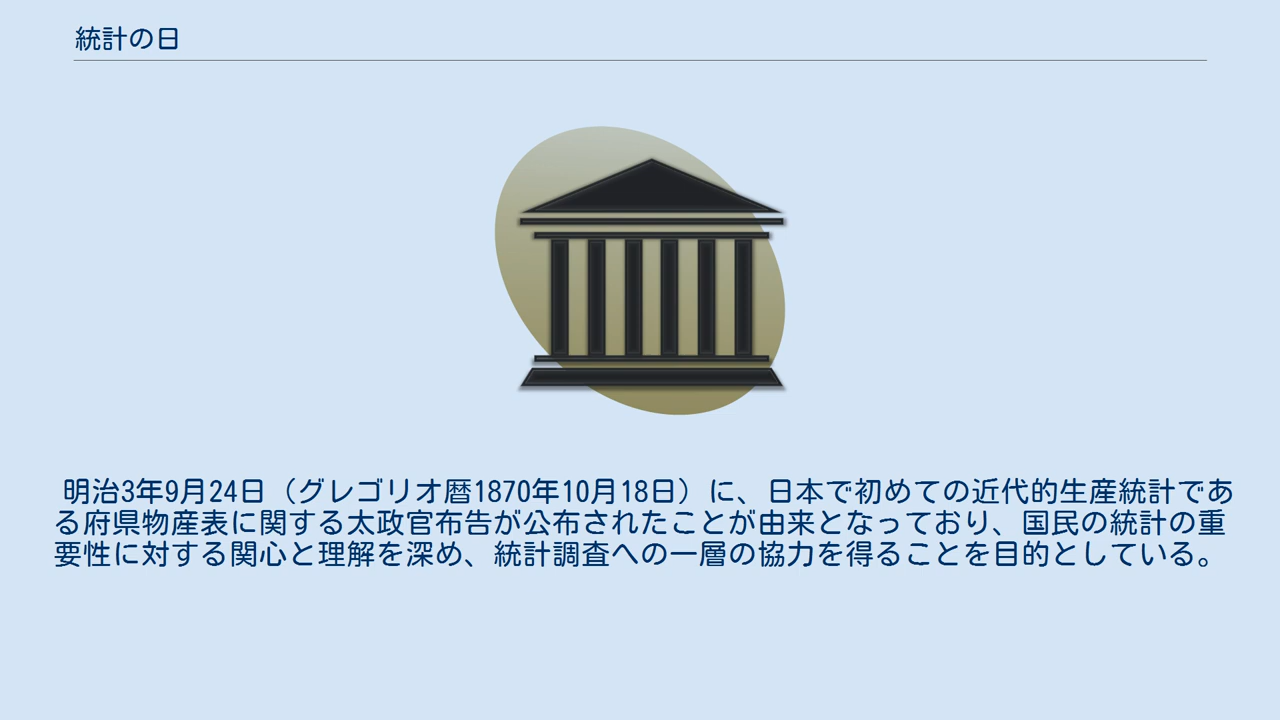 統計の日
明治3年9月24日（グレゴリオ暦1870年10月18日）に、日本で初めての近代的生産統計であ
る府県物産表に関する太政官布告が公布されたことが由来となっており、国民の統計の重
要性に対する関心と理解を深め、統計調査への一層の協力を得ることを目的としている。